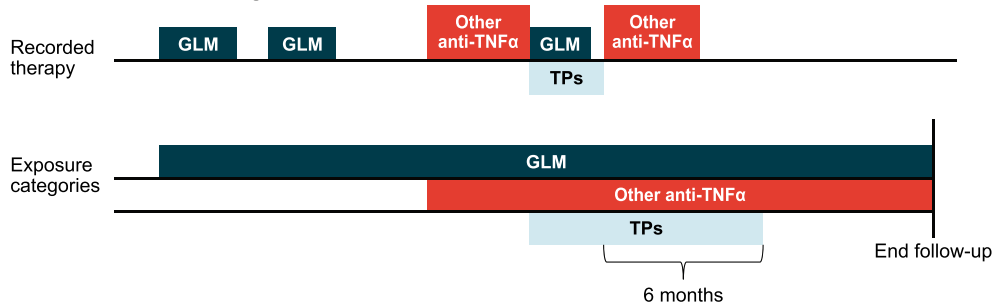 Recorded
therapy
GLM
GLM
Other
anti-TNFα
GLM
Other
anti-TNFα
TPs
Exposure
categories
GLM
Other anti-TNFα
TPs
End follow-up
6 months